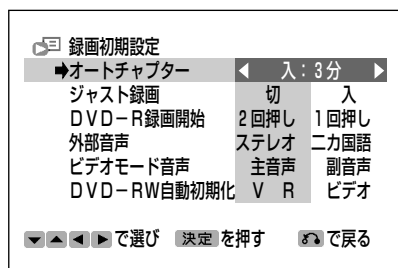 録画初期設定
➡オートチャプター ◀ 入：3分 ▶
ジャスト録画 切 入
ＤＶＤ－Ｒ録画開始 2回押し 1回押し
外部音声 ステレオ 二カ国語
ビデオモード音声 主音声 副音声
ＤＶＤ－ＲＷ自動初期化 Ｖ Ｒ ビデオ
▼▲◀▶で選び 決定 を押す で戻る